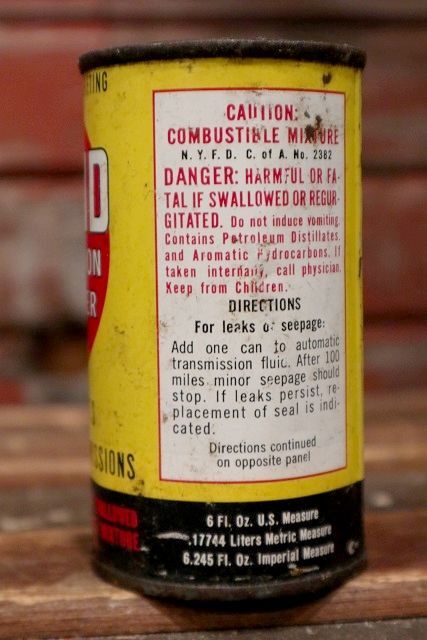 CAUTION:
COMBUSTIBLE MIXTURE
N. Y. F. D. C. of A. No. 2382
DANGER: HARMFUL OR FA-
TAL IF SWALLOWED OR REGUR-
GITATED. Do not induce vomiting.
Contains Petroleum Distillates,
and Aromatic Hydrocarbons. If
taken internally, call physician.
Keep from Children.
DIRECTIONS
For leaks or seepage:
Add one can to automatic
transmission fluid. After 100
miles minor seepage should
stop. If leaks persist, re-
placement of seal is indi-
cated.
Directions continued
on opposite panel
6 Fl. Oz. U.S. Measure
.17744 Liters Metric Measure
6.245 Fl. Oz. Imperial Measure